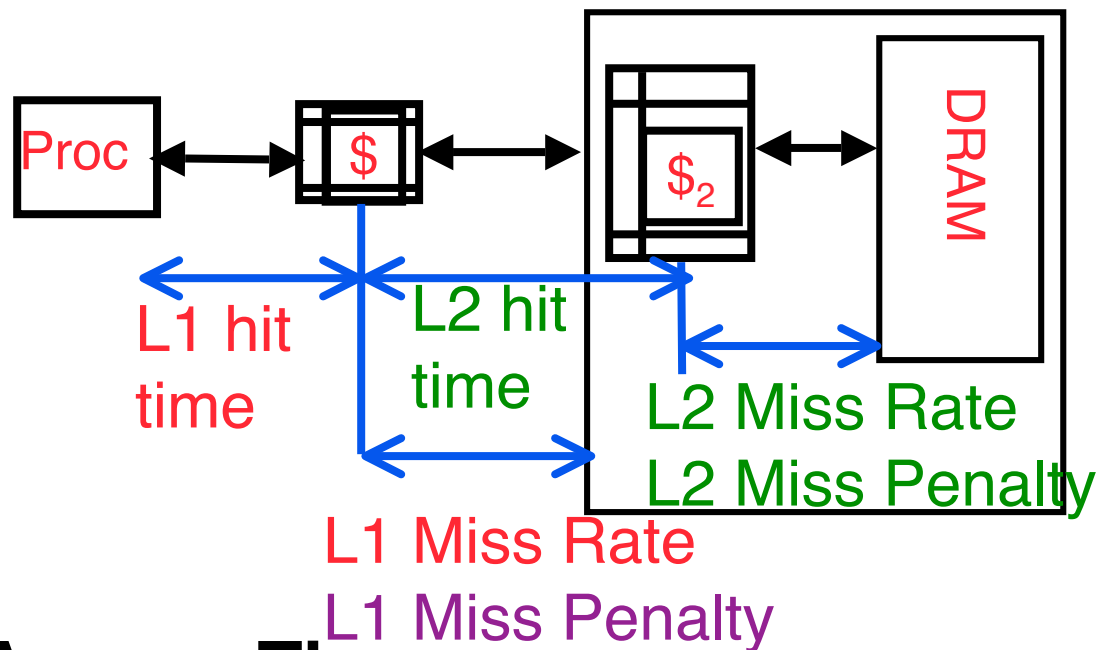 Proc
$
$₂
DRAM
L1 hit
time
L2 hit
time
L2 Miss Rate
L2 Miss Penalty
L1 Miss Rate
L1 Miss Penalty